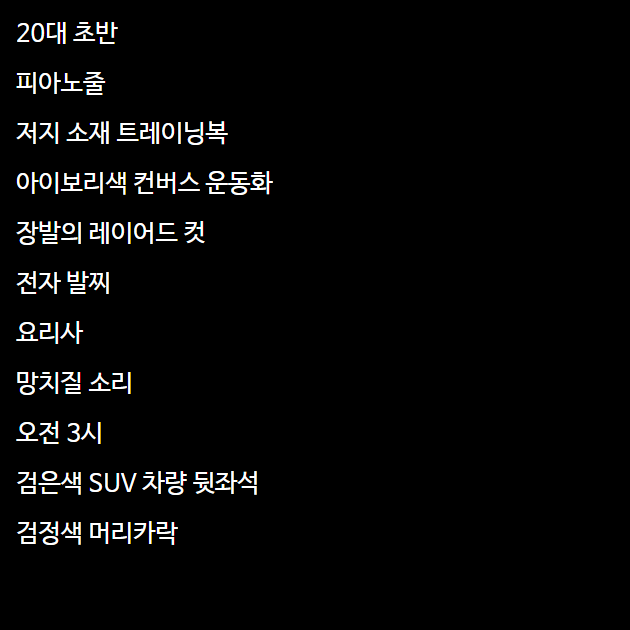 20대 초반
피아노줄
저지 소재 트레이닝복
아이보리색 컨버스 운동화
장발의 레이어드 컷
전자 발찌
요리사
망치질 소리
오전 3시
검은색 SUV 차량 뒷좌석
검정색 머리카락